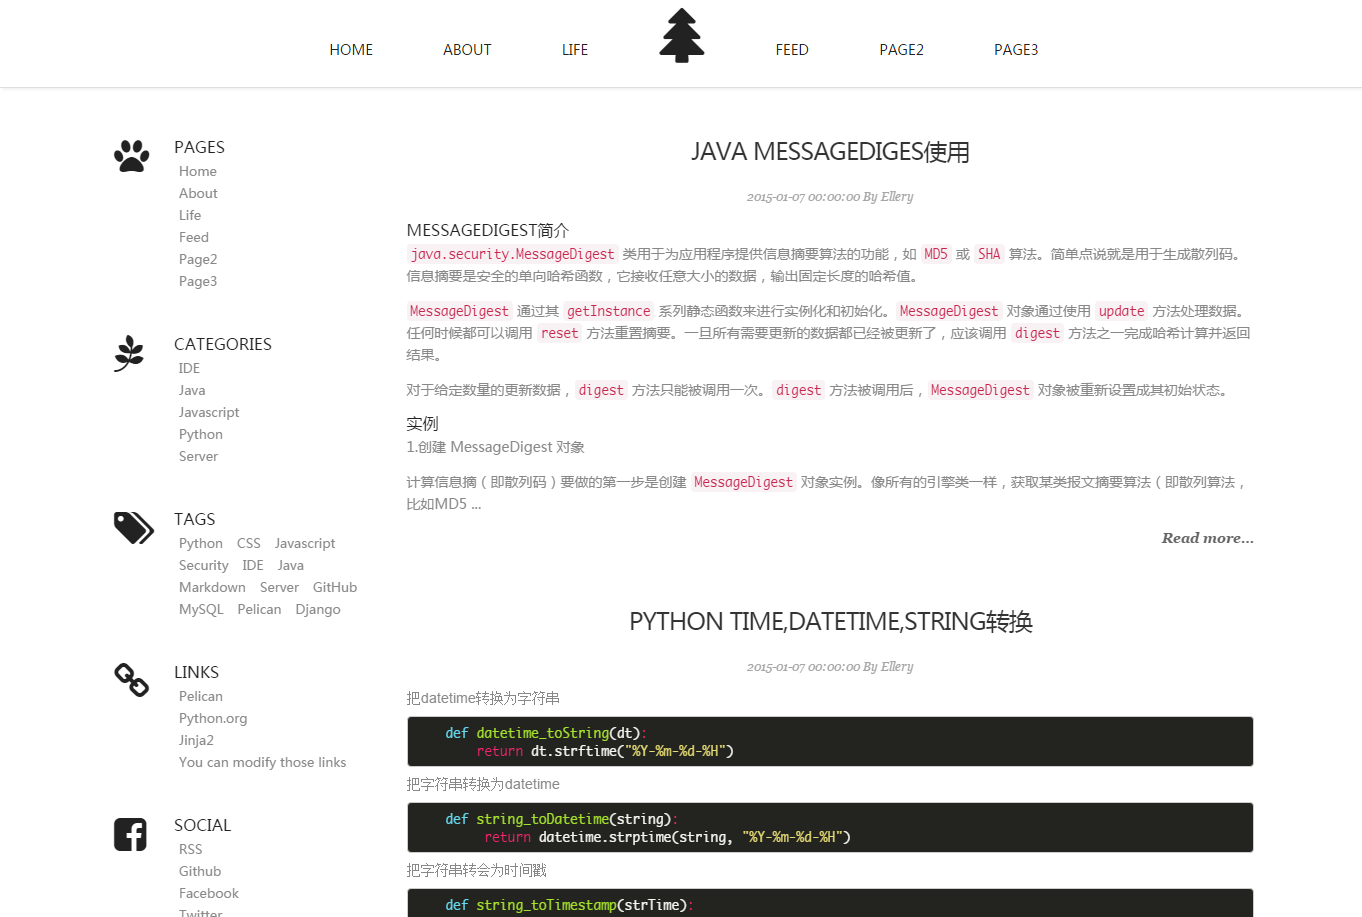 HOME ABOUT LIFE FEED PAGE2 PAGE3
PAGES
Home
About
Life
Feed
Page2
Page3
CATEGORIES
IDE
Java
Javascript
Python
Server
TAGS
Python CSS Javascript
Security IDE Java
Markdown Server GitHub
MySQL Pelican Django
LINKS
Pelican
Python.org
Jinja2
You can modify those links
SOCIAL
RSS
Github
Facebook
Twitter
JAVA MESSAGEDIGES使用
2015-01-07 00:00:00 By Ellery
MESSAGEDIGEST简介
java.security.MessageDigest 类用于为应用程序提供信息摘要算法的功能，如 MD5 或 SHA 算法。简单点说就是用于生成散列码。
信息摘要是安全的单向哈希函数，它接收任意大小的数据，输出固定长度的哈希值。
MessageDigest 通过其 getInstance 系列静态函数来进行实例化和初始化。MessageDigest 对象通过使用 update 方法处理数据。
任何时候都可以调用 reset 方法重置摘要。一旦所有需要更新的数据都已经被更新了，应该调用 digest 方法之一完成哈希计算并返回
结果。
对于给定数量的更新数据，digest 方法只能被调用一次。digest 方法被调用后，MessageDigest 对象被重新设置成其初始状态。
实例
1.创建 MessageDigest 对象
计算信息摘（即散列码）要做的第一步是创建 MessageDigest 对象实例。像所有的引擎类一样，获取某类报文摘要算法（即散列算法，
比如MD5 ...
Read more...
PYTHON TIME,DATETIME,STRING转换
2015-01-07 00:00:00 By Ellery
把datetime转换为字符串
def datetime_toString(dt):
return dt.strftime("%Y-%m-%d-%H")
把字符串转换为datetime
def string_toDatetime(string):
return datetime.strptime(string, "%Y-%m-%d-%H")
把字符串转会为时间戳
def string_toTimestamp(strTime):